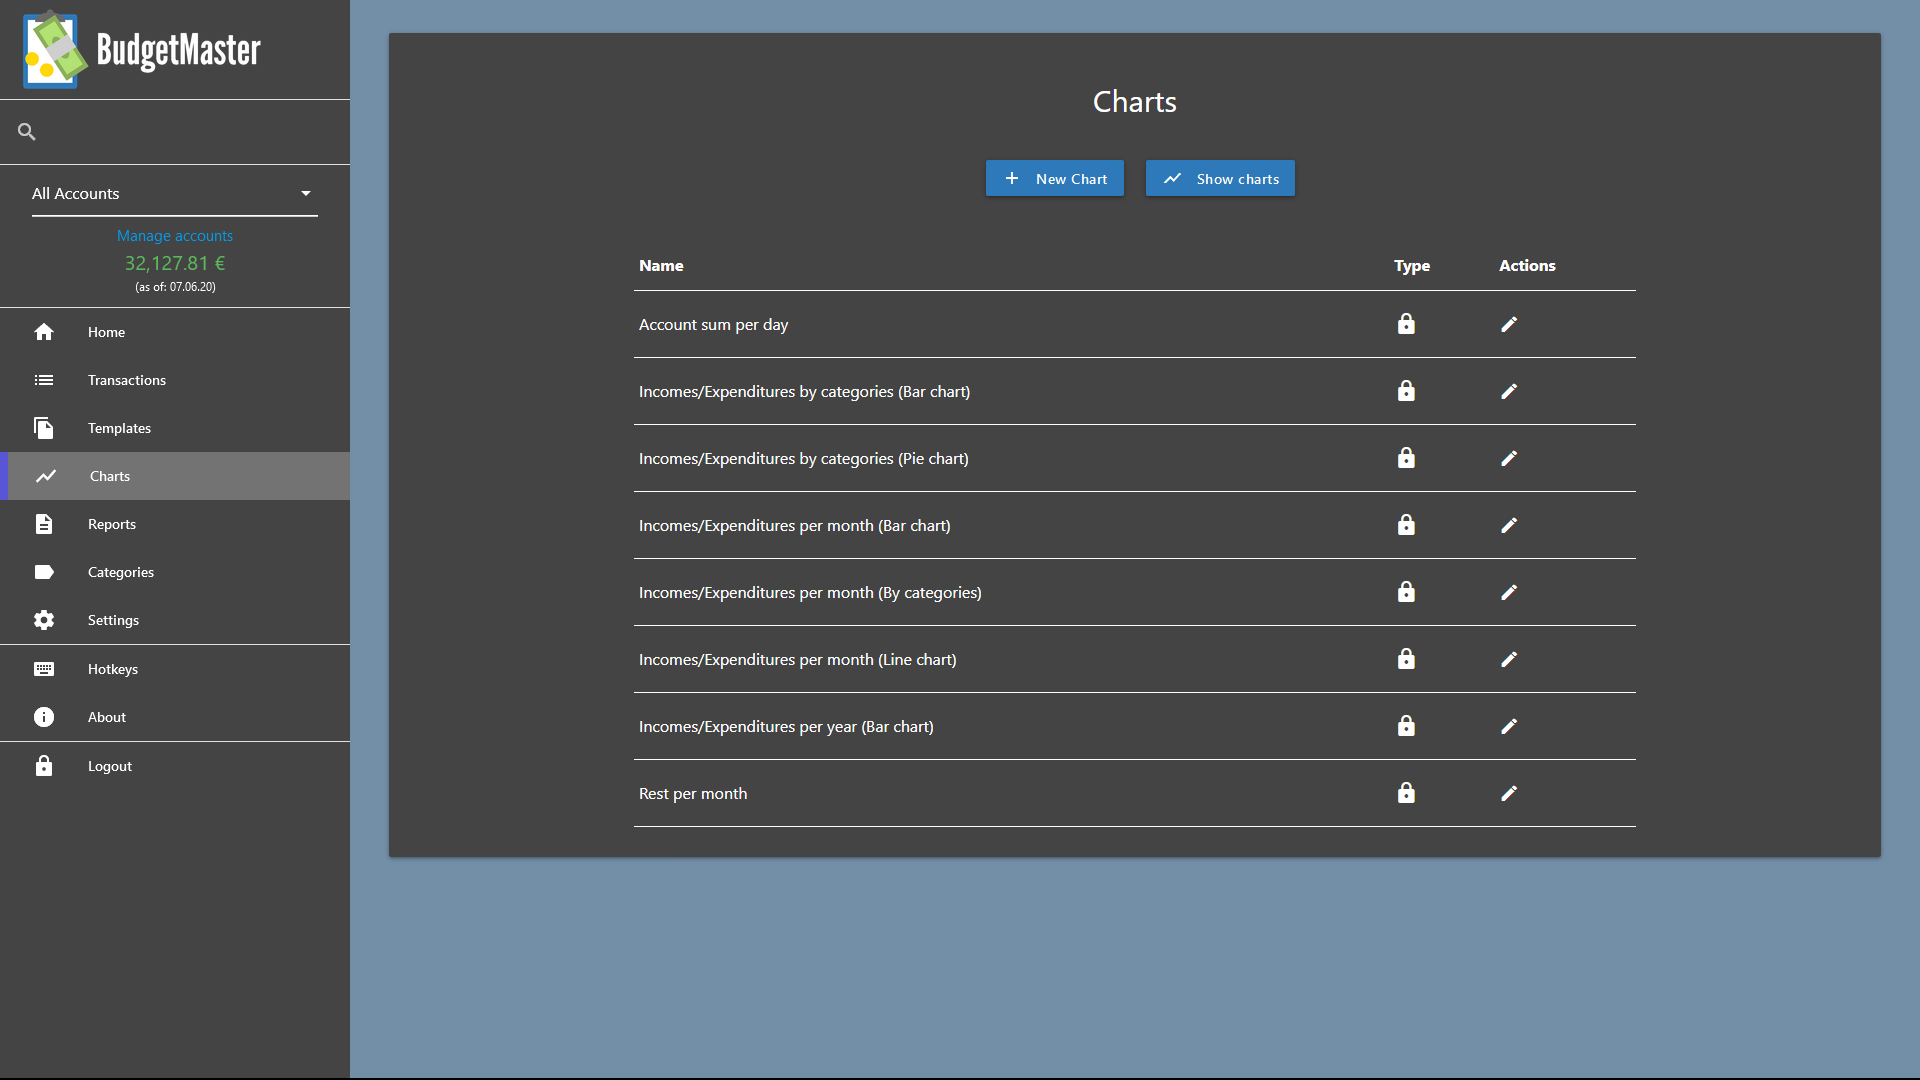 BudgetMaster
All Accounts
Manage accounts
32,127.81 €
(as of: 07.06.20)
Home
Transactions
Templates
Charts
Reports
Categories
Settings
Hotkeys
About
Logout
Charts
New Chart Show charts
Name Type Actions
Account sum per day
Incomes/Expenditures by categories (Bar chart)
Incomes/Expenditures by categories (Pie chart)
Incomes/Expenditures per month (Bar chart)
Incomes/Expenditures per month (By categories)
Incomes/Expenditures per month (Line chart)
Incomes/Expenditures per year (Bar chart)
Rest per month